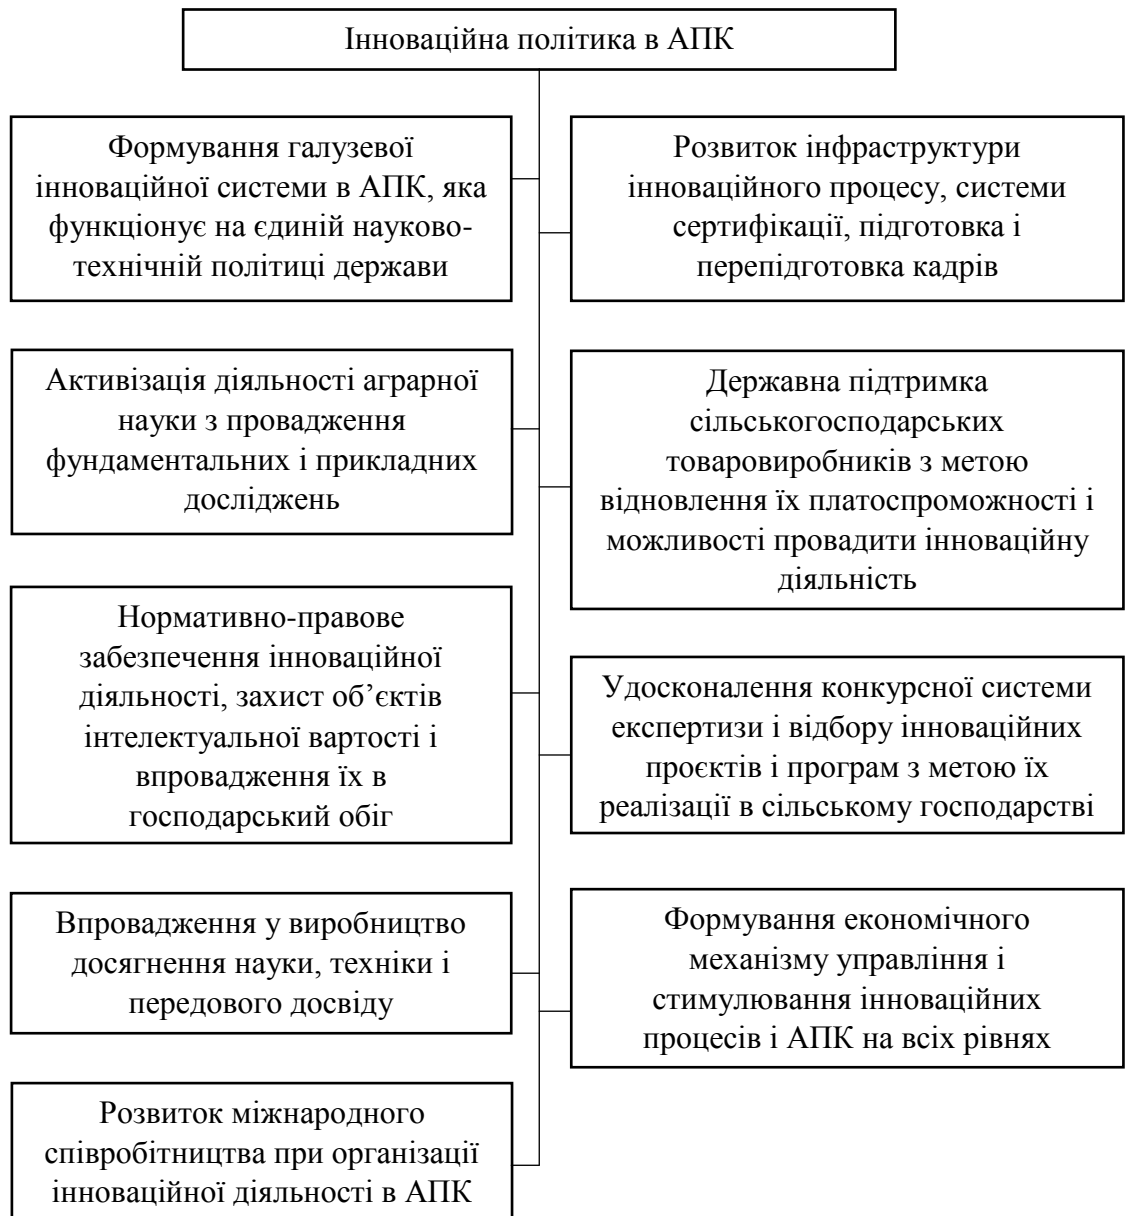 Інноваційна політика в АПК
Формування галузевої
інноваційної системи в АПК, яка
функціонує на єдиній науково-
технічній політиці держави
Розвиток інфраструктури
інноваційного процесу, системи
сертифікації, підготовка і
перепідготовка кадрів
Активізація діяльності аграрної
науки з провадження
фундаментальних і прикладних
досліджень
Державна підтримка
сільськогосподарських
товаровиробників з метою
відновлення їх платоспроможності і
можливості провадити інноваційну
діяльність
Нормативно-правове
забезпечення інноваційної
діяльності, захист об’єктів
інтелектуальної вартості і
впровадження їх в
господарський обіг
Удосконалення конкурсної системи
експертизи і відбору інноваційних
проєктів і програм з метою їх
реалізації в сільському господарстві
Впровадження у виробництво
досягнення науки, техніки і
передового досвіду
Формування економічного
механізму управління і
стимулювання інноваційних
процесів і АПК на всіх рівнях
Розвиток міжнародного
співробітництва при організації
інноваційної діяльності в АПК